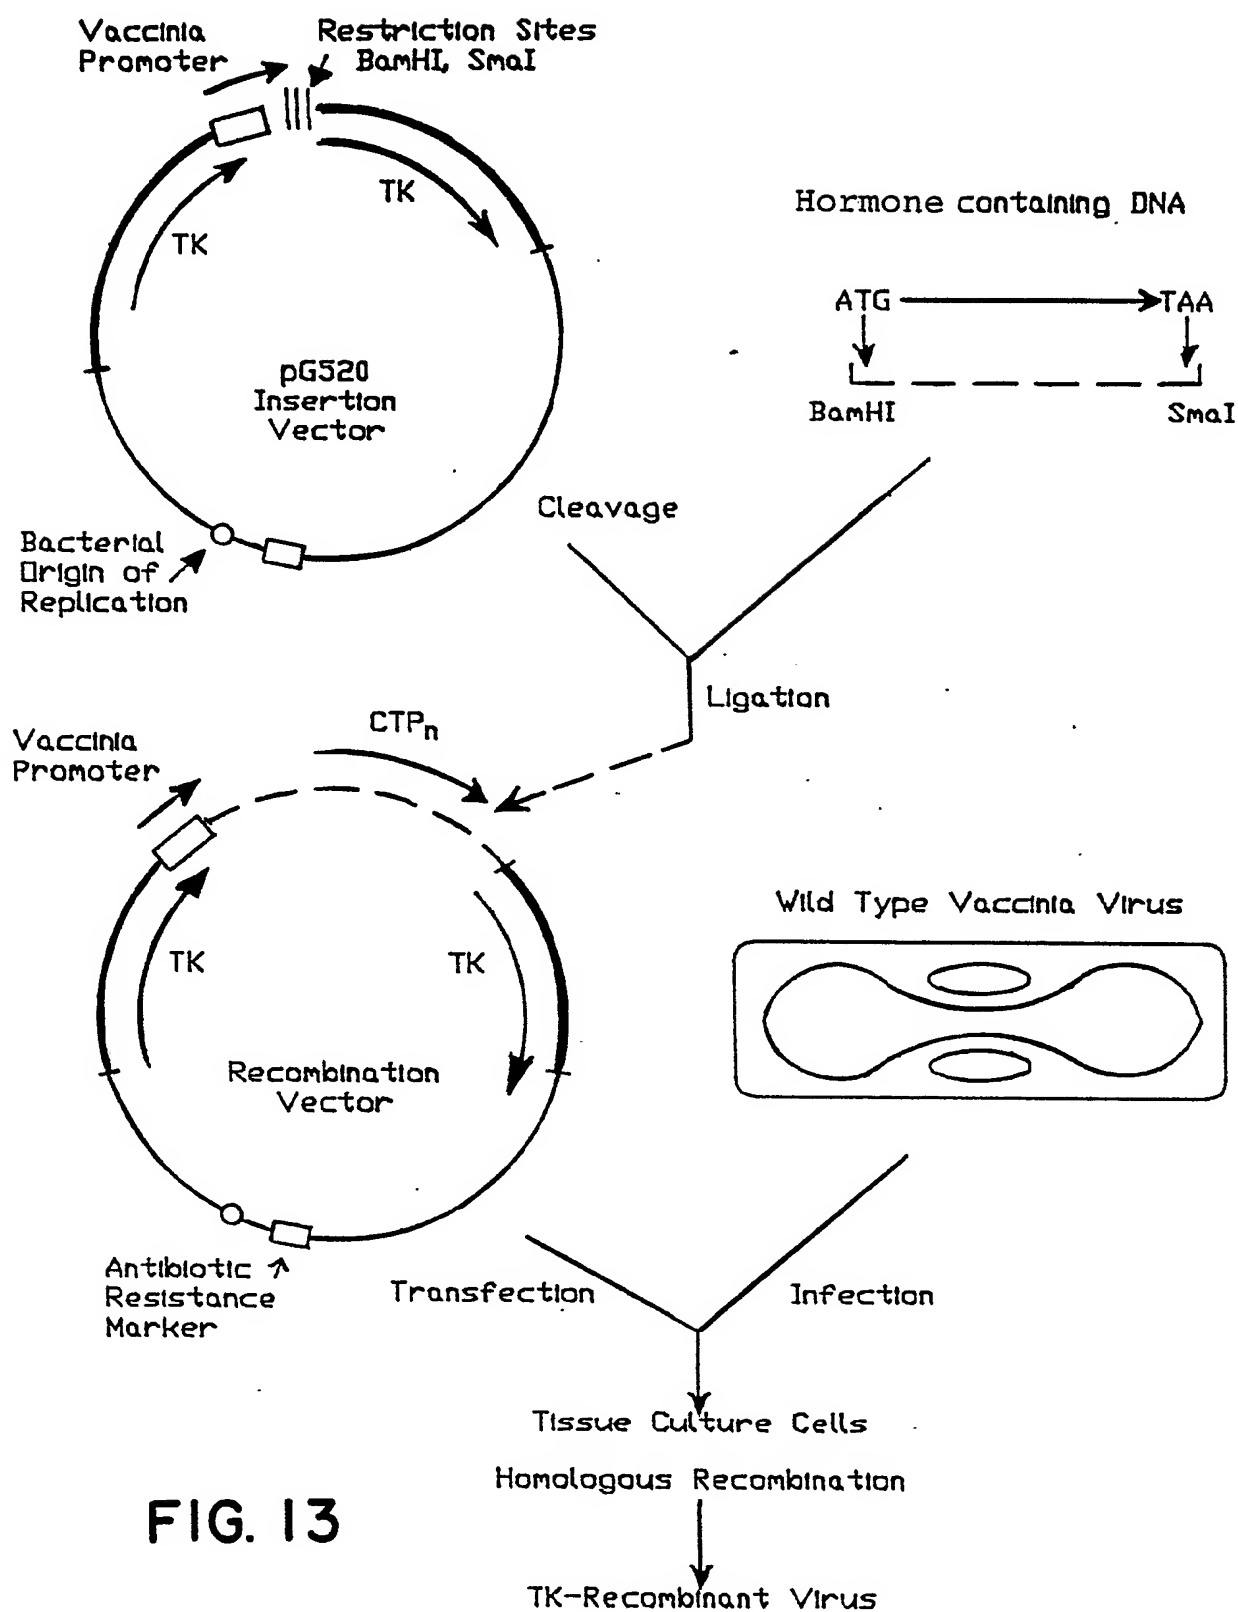 Vaccinia
Promoter
Restriction Sites
BamHI, SmaI
TK
TK
pGS20
Insertion
Vector
Bacterial
Origin of
Replication
Hormone containing DNA
ATG
TAA
BamHI
SmaI
Cleavage
Ligation
Vaccinia
Promoter
CTPn
TK
TK
Recombination
Vector
Antibiotic
Resistance
Marker
Wild Type Vaccinia Virus
Transfection
Infection
Tissue Culture Cells
Homologous Recombination
TK-Recombinant Virus
FIG. 13